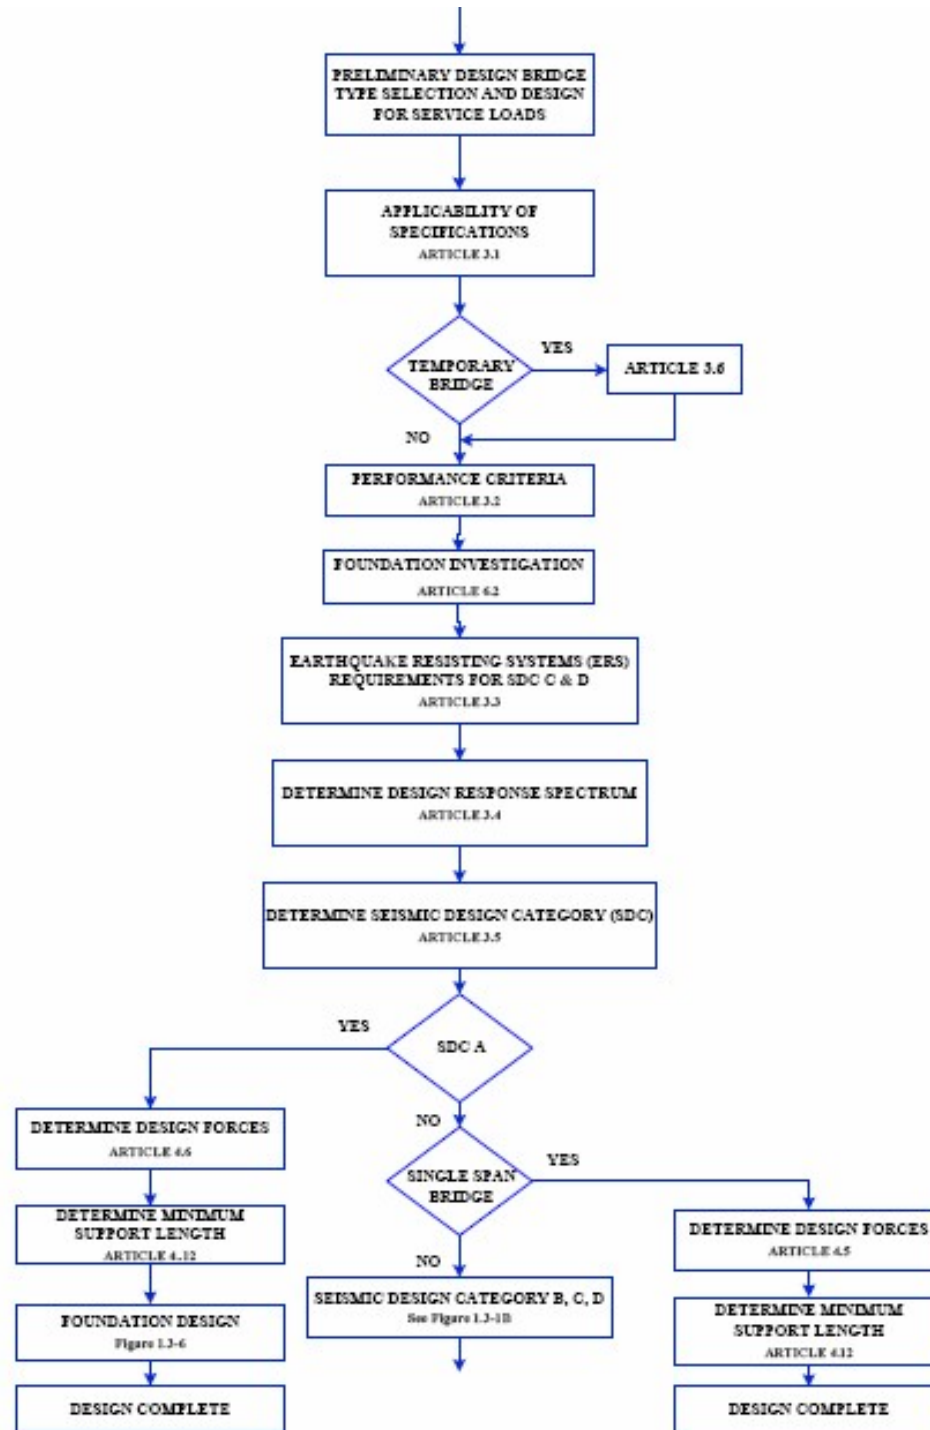 PRELIMINARY DESIGN BRIDGE
TYPE SELECTION AND DESIGN
FOR SERVICE LOADS
APPLICABILITY OF
SPECIFICATIONS
ARTICLE 3.1
TEMPORARY
BRIDGE
YES
ARTICLE 3.6
NO
PERFORMANCE CRITERIA
ARTICLE 3.2
FOUNDATION INVESTIGATION
ARTICLE 6.2
EARTHQUAKE RESISTING SYSTEMS (ERS)
REQUIREMENTS FOR SDC C & D
ARTICLE 3.3
DETERMINE DESIGN RESPONSE SPECTRUM
ARTICLE 3.4
DETERMINE SEISMIC DESIGN CATEGORY (SDC)
ARTICLE 3.5
YES
SDC A
NO
DETERMINE DESIGN FORCES
ARTICLE 4.6
DETERMINE MINIMUM
SUPPORT LENGTH
ARTICLE 4.12
FOUNDATION DESIGN
Figure 1.3-6
DESIGN COMPLETE
SINGLE SPAN
BRIDGE
YES
NO
SEISMIC DESIGN CATEGORY B, C, D
See Figure 1.3-1B
DETERMINE DESIGN FORCES
ARTICLE 4.5
DETERMINE MINIMUM
SUPPORT LENGTH
ARTICLE 4.12
DESIGN COMPLETE